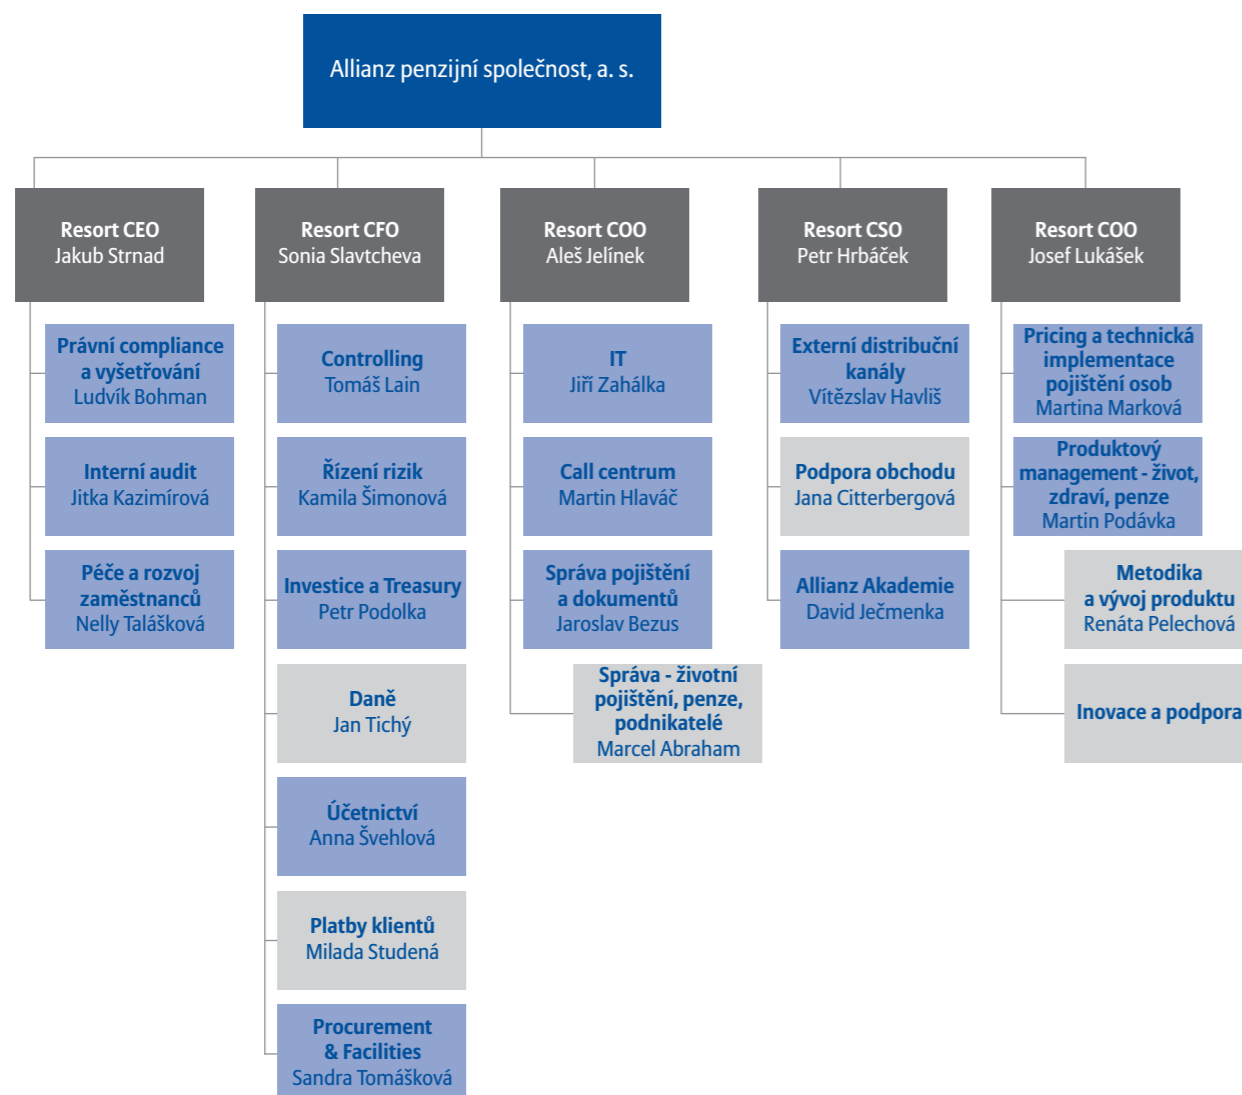 Allianz penzijní společnost, a. s.
Resort CEO
Jakub Strnad
Právní compliance
a vyšetřování
Ludvík Bohman
Interní audit
Jitka Kazimírová
Péče a rozvoj
zaměstnanců
Nelly Talášková
Resort CFO
Sonia Slavtcheva
Controlling
Tomáš Lain
Řízení rizik
Kamila Šimonová
Investice a Treasury
Petr Podolka
Daně
Jan Tichý
Účetnictví
Anna Švehlová
Platby klientů
Milada Studená
Procurement
& Facilities
Sandra Tomášková
Resort COO
Aleš Jelínek
IT
Jiří Zahálka
Call centrum
Martin Hlaváč
Správa pojištění
a dokumentů
Jaroslav Bezus
Správa - životní
pojištění, penze,
podnikatelé
Marcel Abraham
Resort CSO
Petr Hrbáček
Externí distribuční
kanály
Vítězslav Havliš
Podpora obchodu
Jana Citterbergová
Allianz Akademie
David Ječmenka
Resort COO
Josef Lukášek
Pricing a technická
implementace
pojištění osob
Martina Marková
Produktový
management - život,
zdraví, penze
Martin Podávka
Metodika
a vývoj produktu
Renáta Pelechová
Inovace a podpora